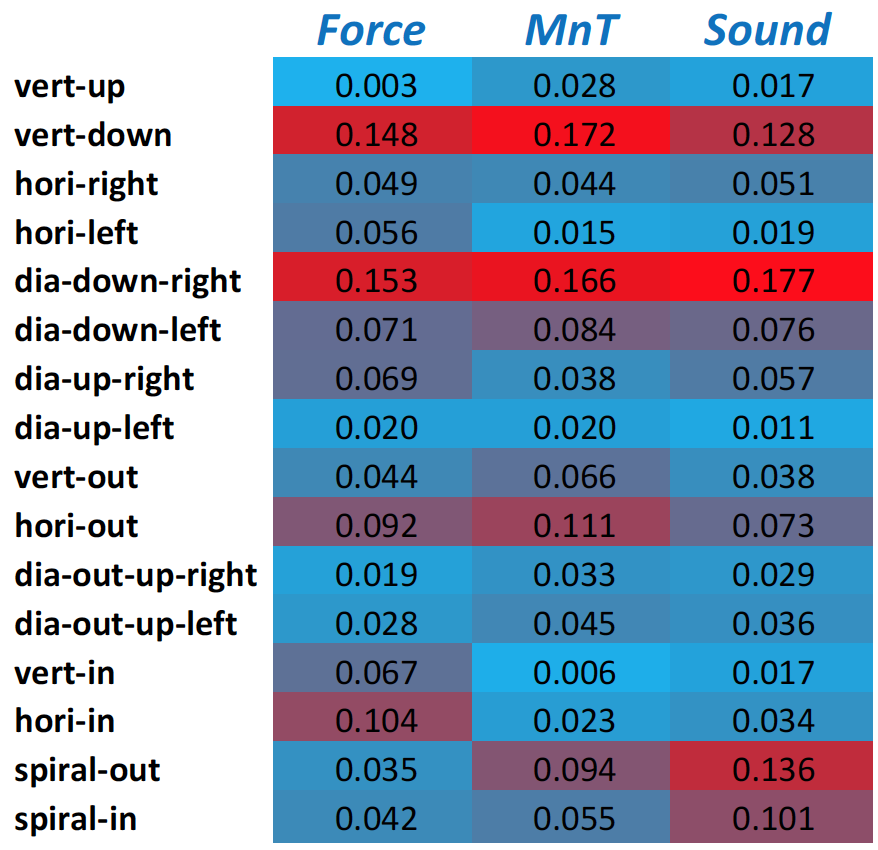 Force MnT Sound
vert-up 0.003 0.028 0.017
vert-down 0.148 0.172 0.128
hori-right 0.049 0.044 0.051
hori-left 0.056 0.015 0.019
dia-down-right 0.153 0.166 0.177
dia-down-left 0.071 0.084 0.076
dia-up-right 0.069 0.038 0.057
dia-up-left 0.020 0.020 0.011
vert-out 0.044 0.066 0.038
hori-out 0.092 0.111 0.073
dia-out-up-right 0.019 0.033 0.029
dia-out-up-left 0.028 0.045 0.036
vert-in 0.067 0.006 0.017
hori-in 0.104 0.023 0.034
spiral-out 0.035 0.094 0.136
spiral-in 0.042 0.055 0.101